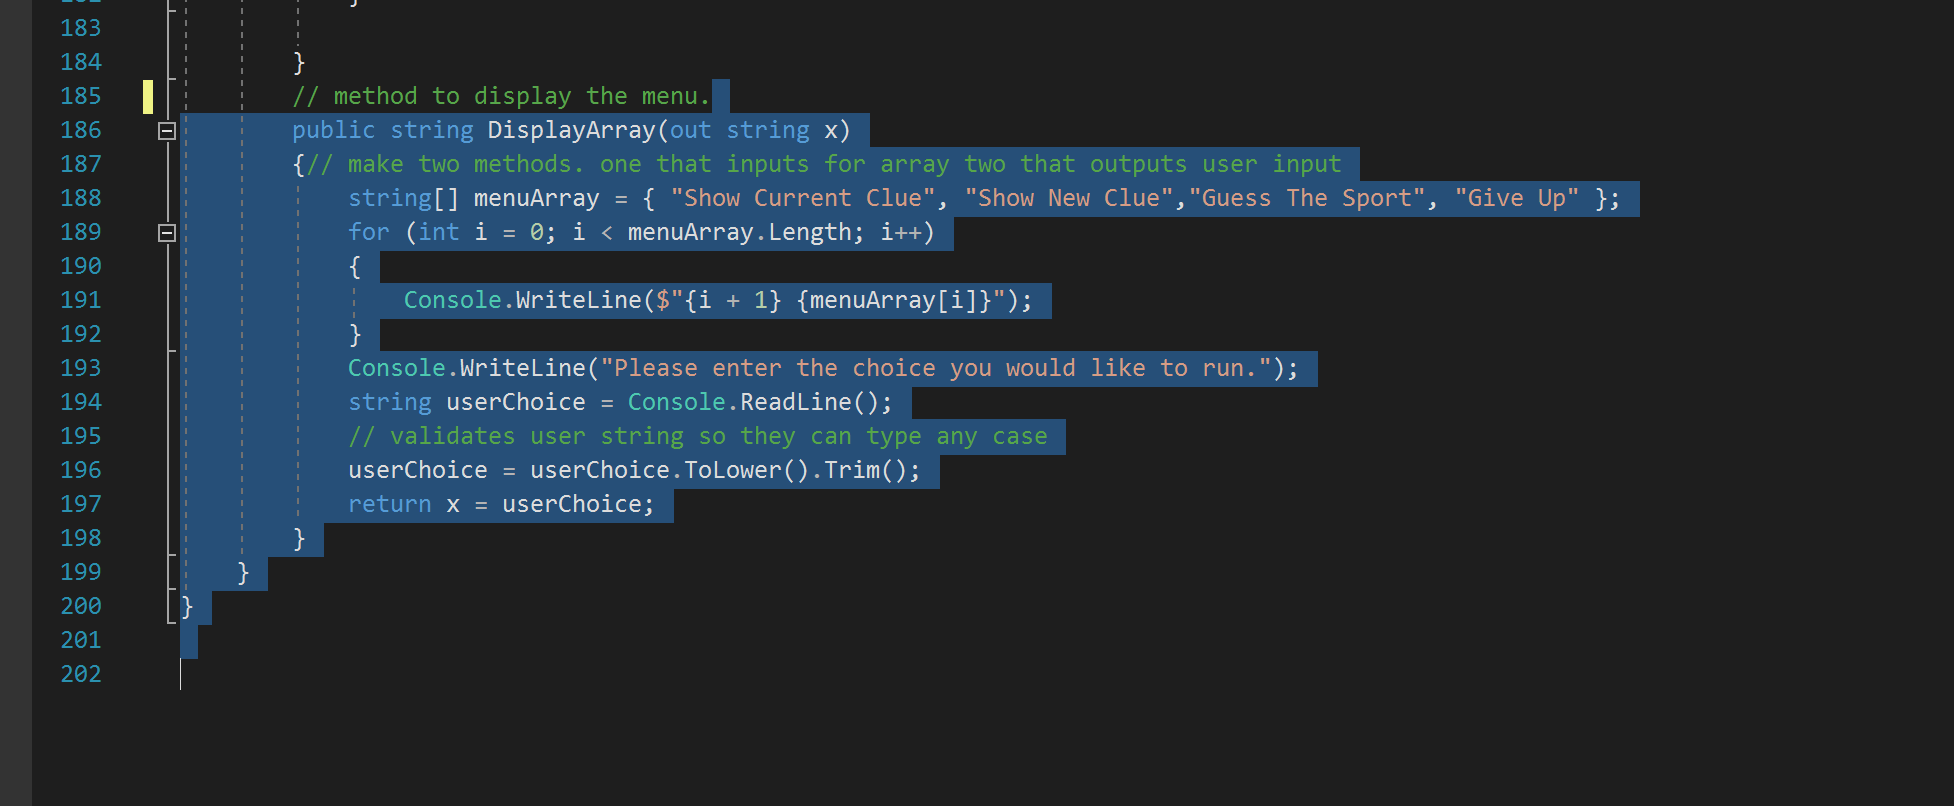 183
184 }
185 // method to display the menu.
186 public string DisplayArray(out string x)
187 {// make two methods. one that inputs for array two that outputs user input
188 string[] menuArray = { "Show Current Clue", "Show New Clue","Guess The Sport", "Give Up" };
189 for (int i = 0; i < menuArray.Length; i++)
190 {
191 Console.WriteLine($"{i + 1} {menuArray[i]}");
192 }
193 Console.WriteLine("Please enter the choice you would like to run.");
194 string userChoice = Console.ReadLine();
195 // validates user string so they can type any case
196 userChoice = userChoice.ToLower().Trim();
197 return x = userChoice;
198 }
199 }
200 }
201
202